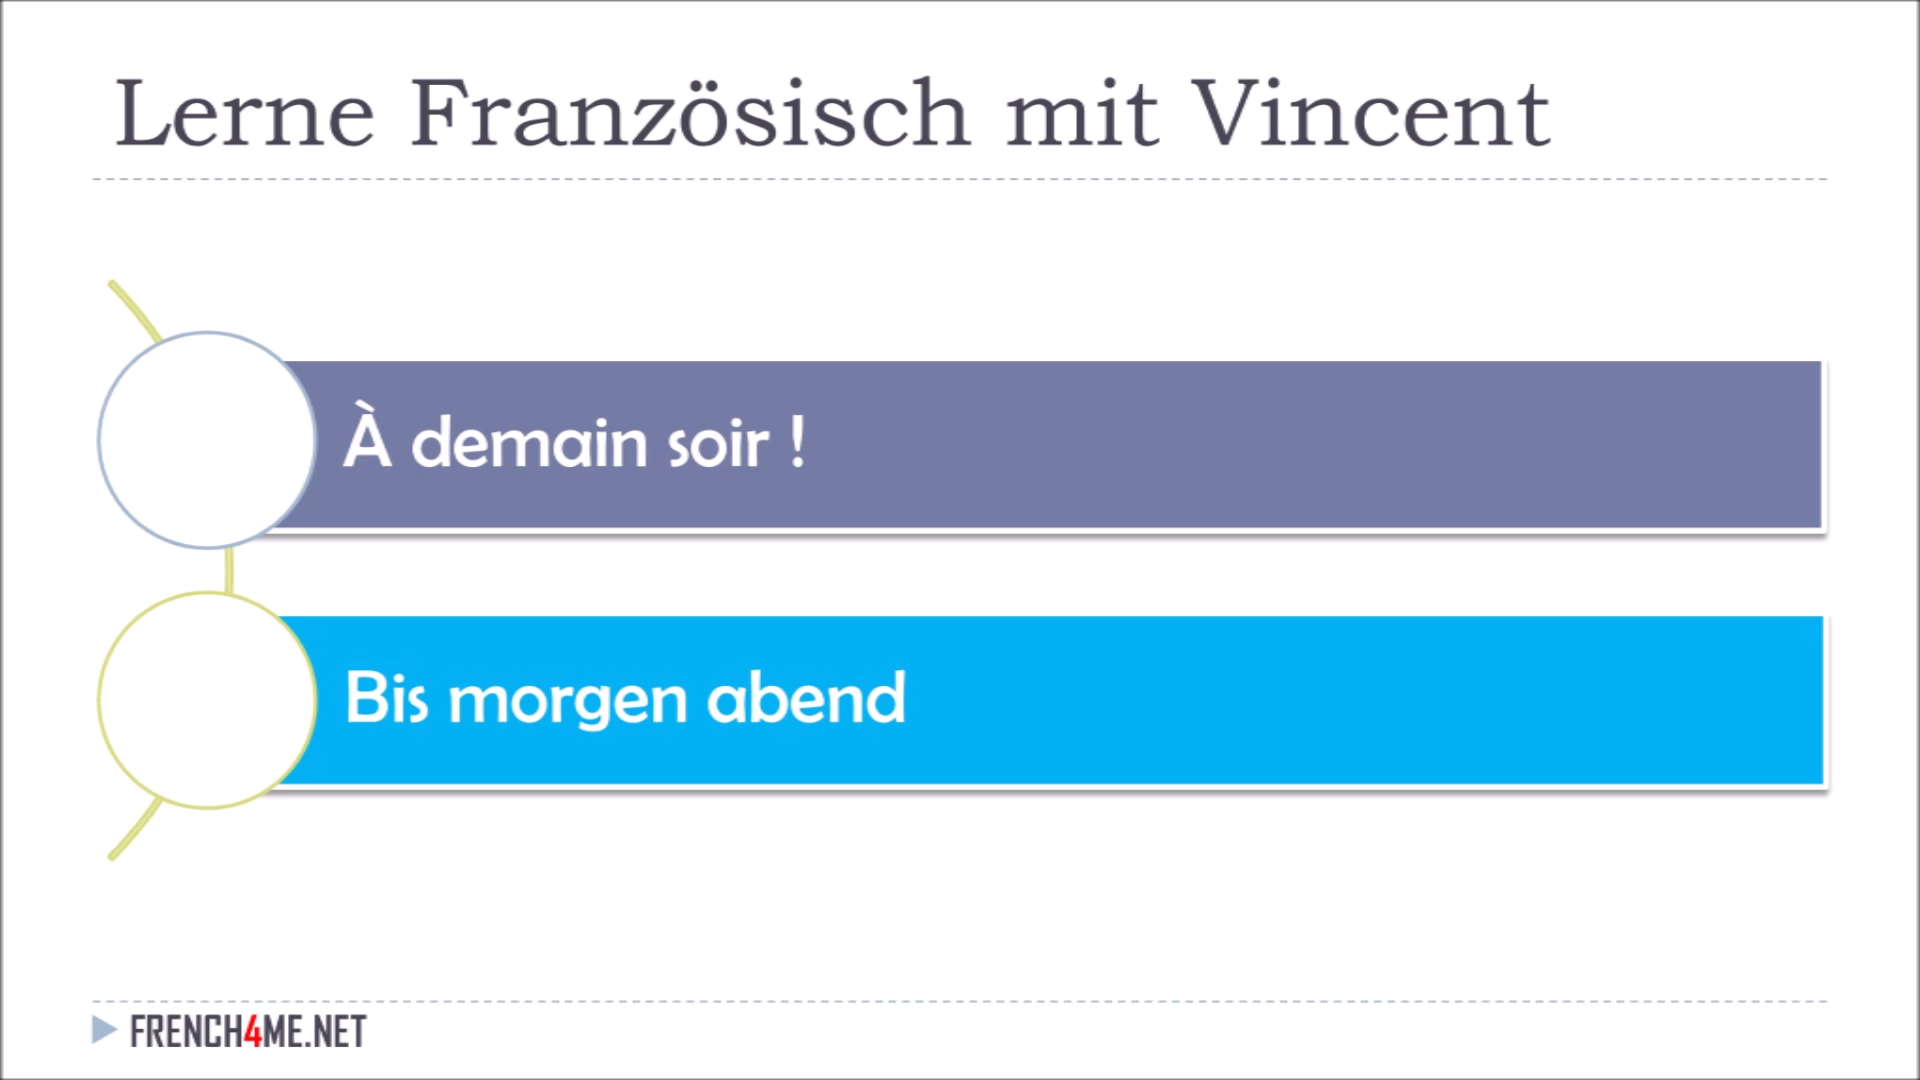 Lerne Französisch mit Vincent
À demain soir !
Bis morgen abend
FRENCH4ME.NET